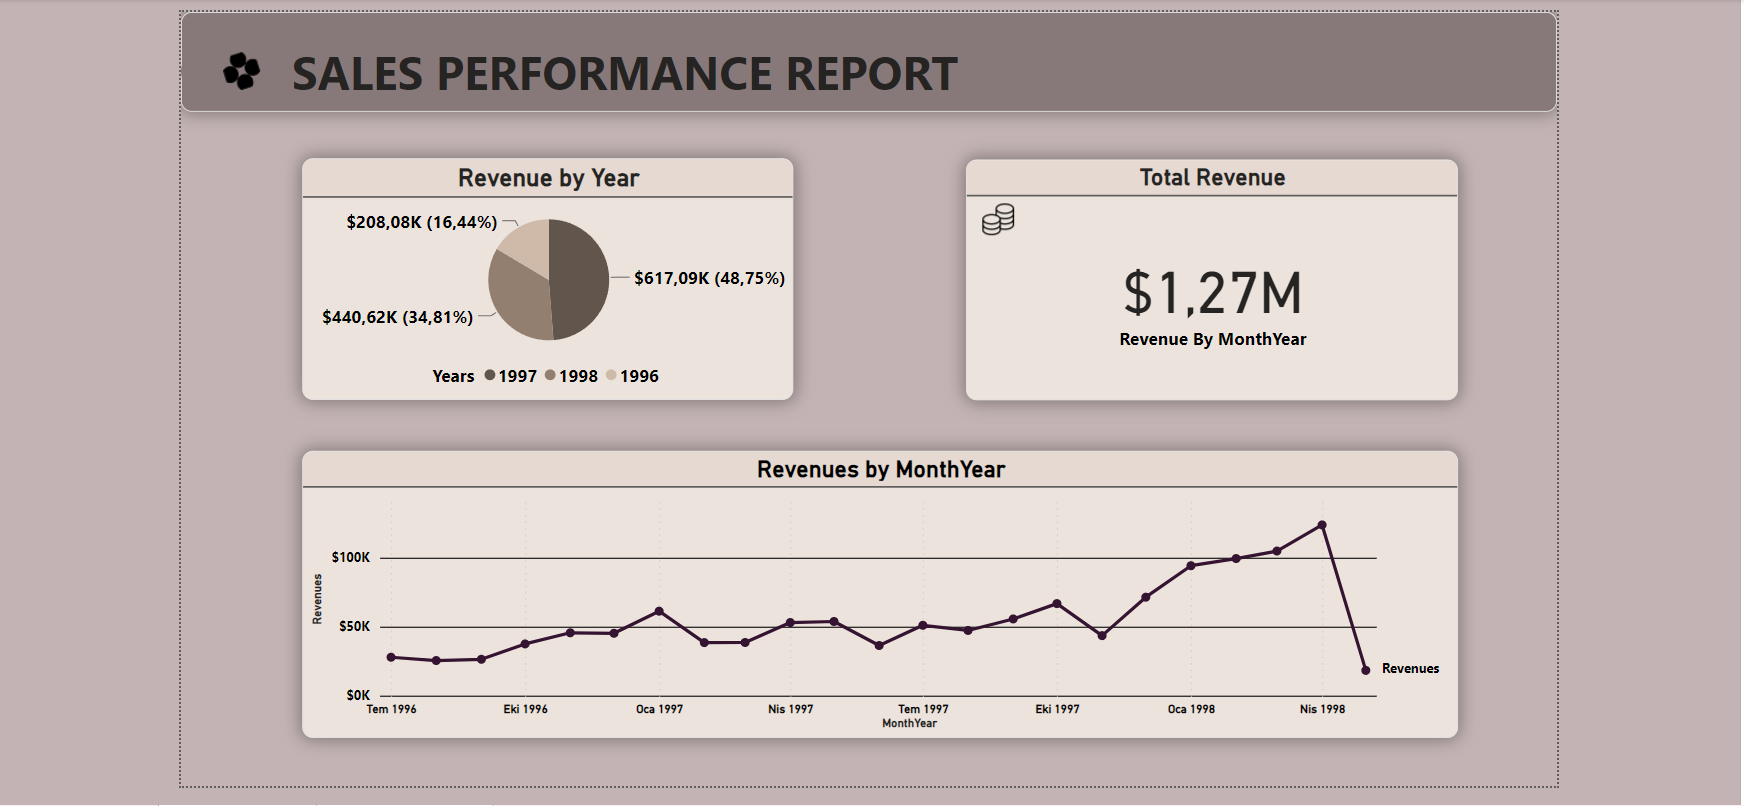 SALES PERFORMANCE REPORT
Revenue by Year
$208,08K (16,44%)
$617,09K (48,75%)
$440,62K (34,81%)
Years 1997 1998 1996
Total Revenue
$1,27M
Revenue By MonthYear
Revenues by MonthYear
Revenues
$100K
$50K
$0K
Revenues
Tem 1996 Eki 1996 Oca 1997 Nis 1997 Tem 1997 Eki 1997 Oca 1998 Nis 1998
MonthYear